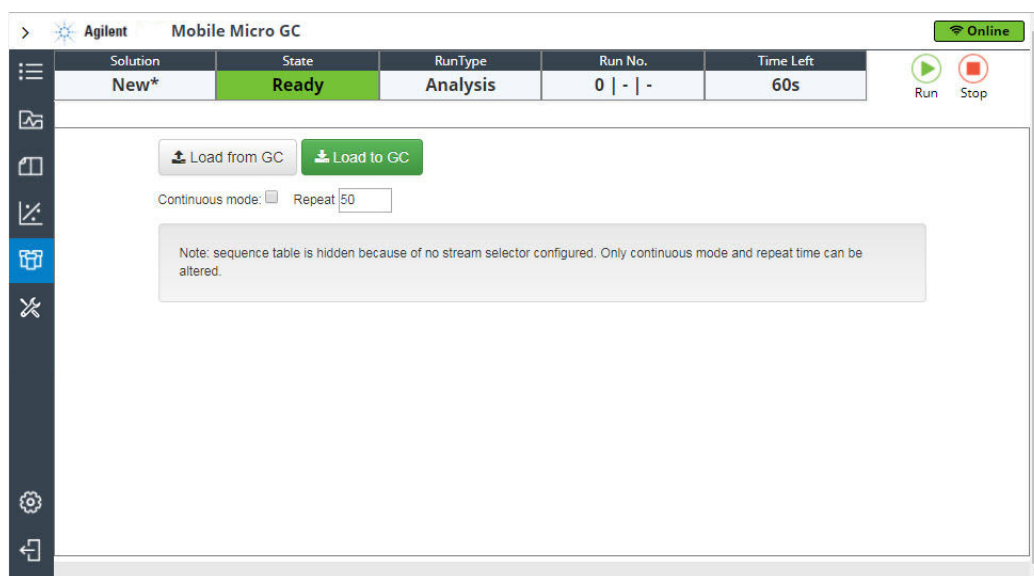 Agilent Mobile Micro GC Online
Solution State RunType Run No. Time Left
New* Ready Analysis 0 | - | - 60s
Run Stop
Load from GC Load to GC
Continuous mode: Repeat 50
Note: sequence table is hidden because of no stream selector configured. Only continuous mode and repeat time can be
altered.